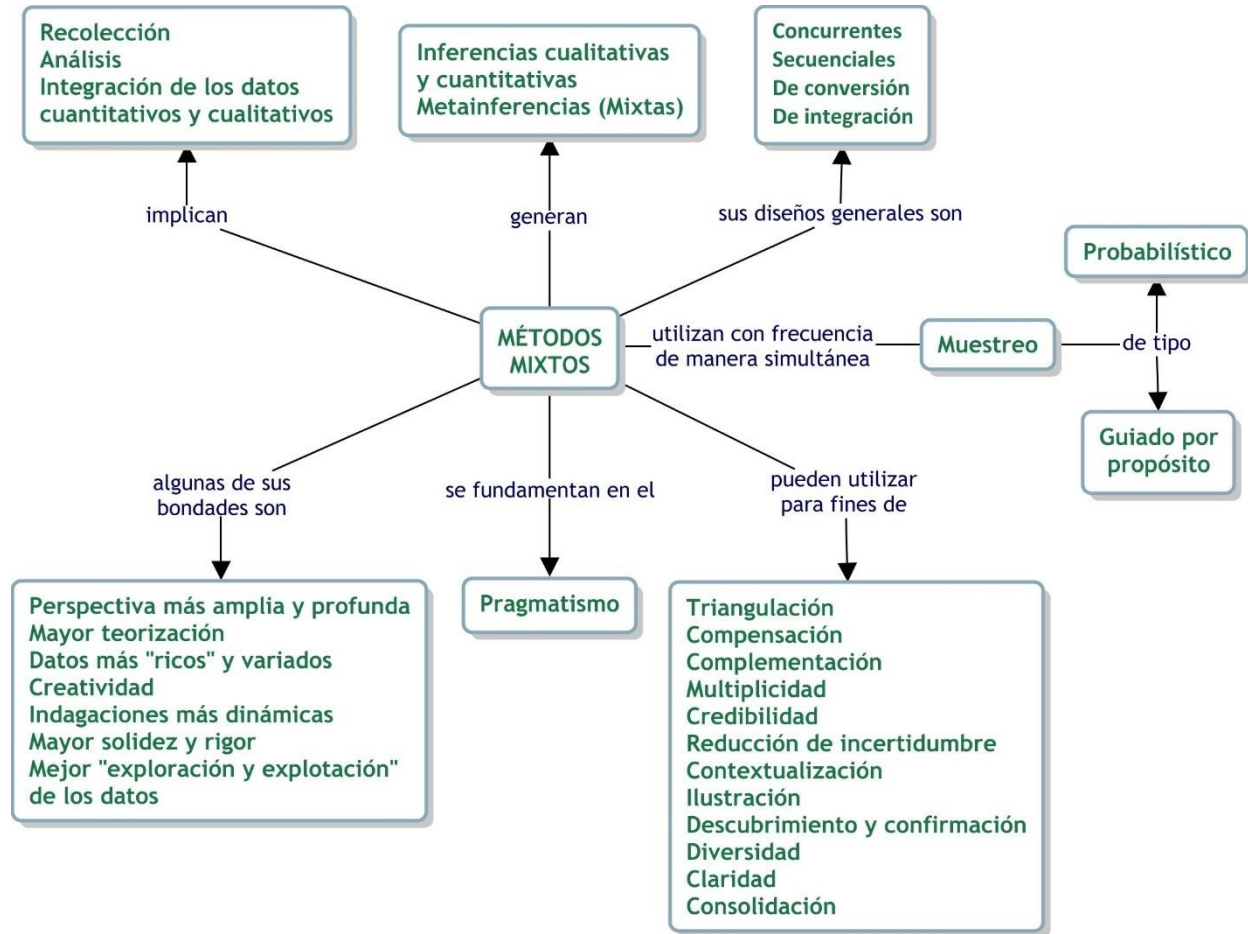 Recolección
Análisis
Integración de los datos
cuantitativos y cualitativos
Inferencias cualitativas
y cuantitativas
Metainferencias (Mixtas)
Concurrentes
Secuenciales
De conversión
De integración
implican
generan
sus diseños generales son
Probabilístico
MÉTODOS
MIXTOS
utilizan con frecuencia
de manera simultánea
Muestreo
de tipo
Guiado por
propósito
algunas de sus
bondades son
se fundamentan en el
pueden utilizar
para fines de
Perspectiva más amplia y profunda
Mayor teorización
Datos más "ricos" y variados
Creatividad
Indagaciones más dinámicas
Mayor solidez y rigor
Mejor "exploración y explotación"
de los datos
Pragmatismo
Triangulación
Compensación
Complementación
Multiplicidad
Credibilidad
Reducción de incertidumbre
Contextualización
Ilustración
Descubrimiento y confirmación
Diversidad
Claridad
Consolidación